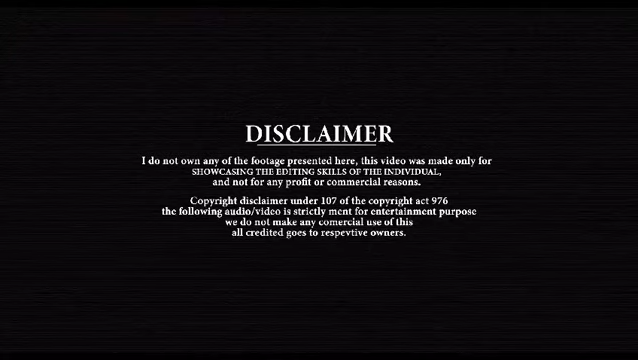 DISCLAIMER
I do not own any of the footage presented here, this video was made only for
SHOWCASING THE EDITING SKILLS OF THE INDIVIDUAL,
and not for any profit or commercial reasons.
Copyright disclaimer under 107 of the copyright act 976
the following audio/video is strictly ment for entertainment purpose
we do not make any comercial use of this
all credited goes to respevtive owners.